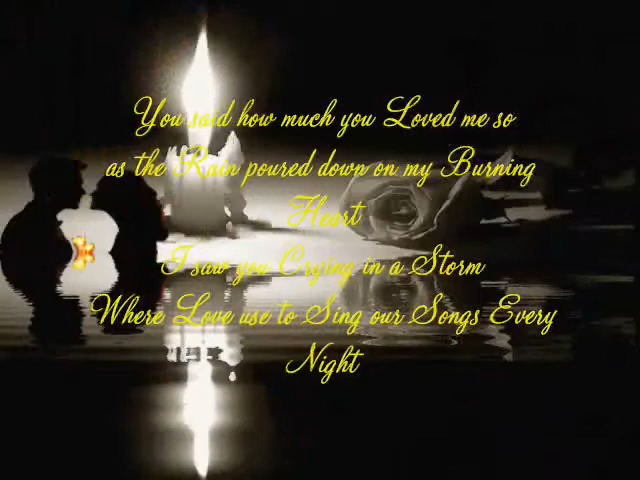 You said how much you Loved me so
as the Rain poured down on my Burning
Heart
I saw you Crying in a Storm
Where Love use to Sing our Songs Every
Night